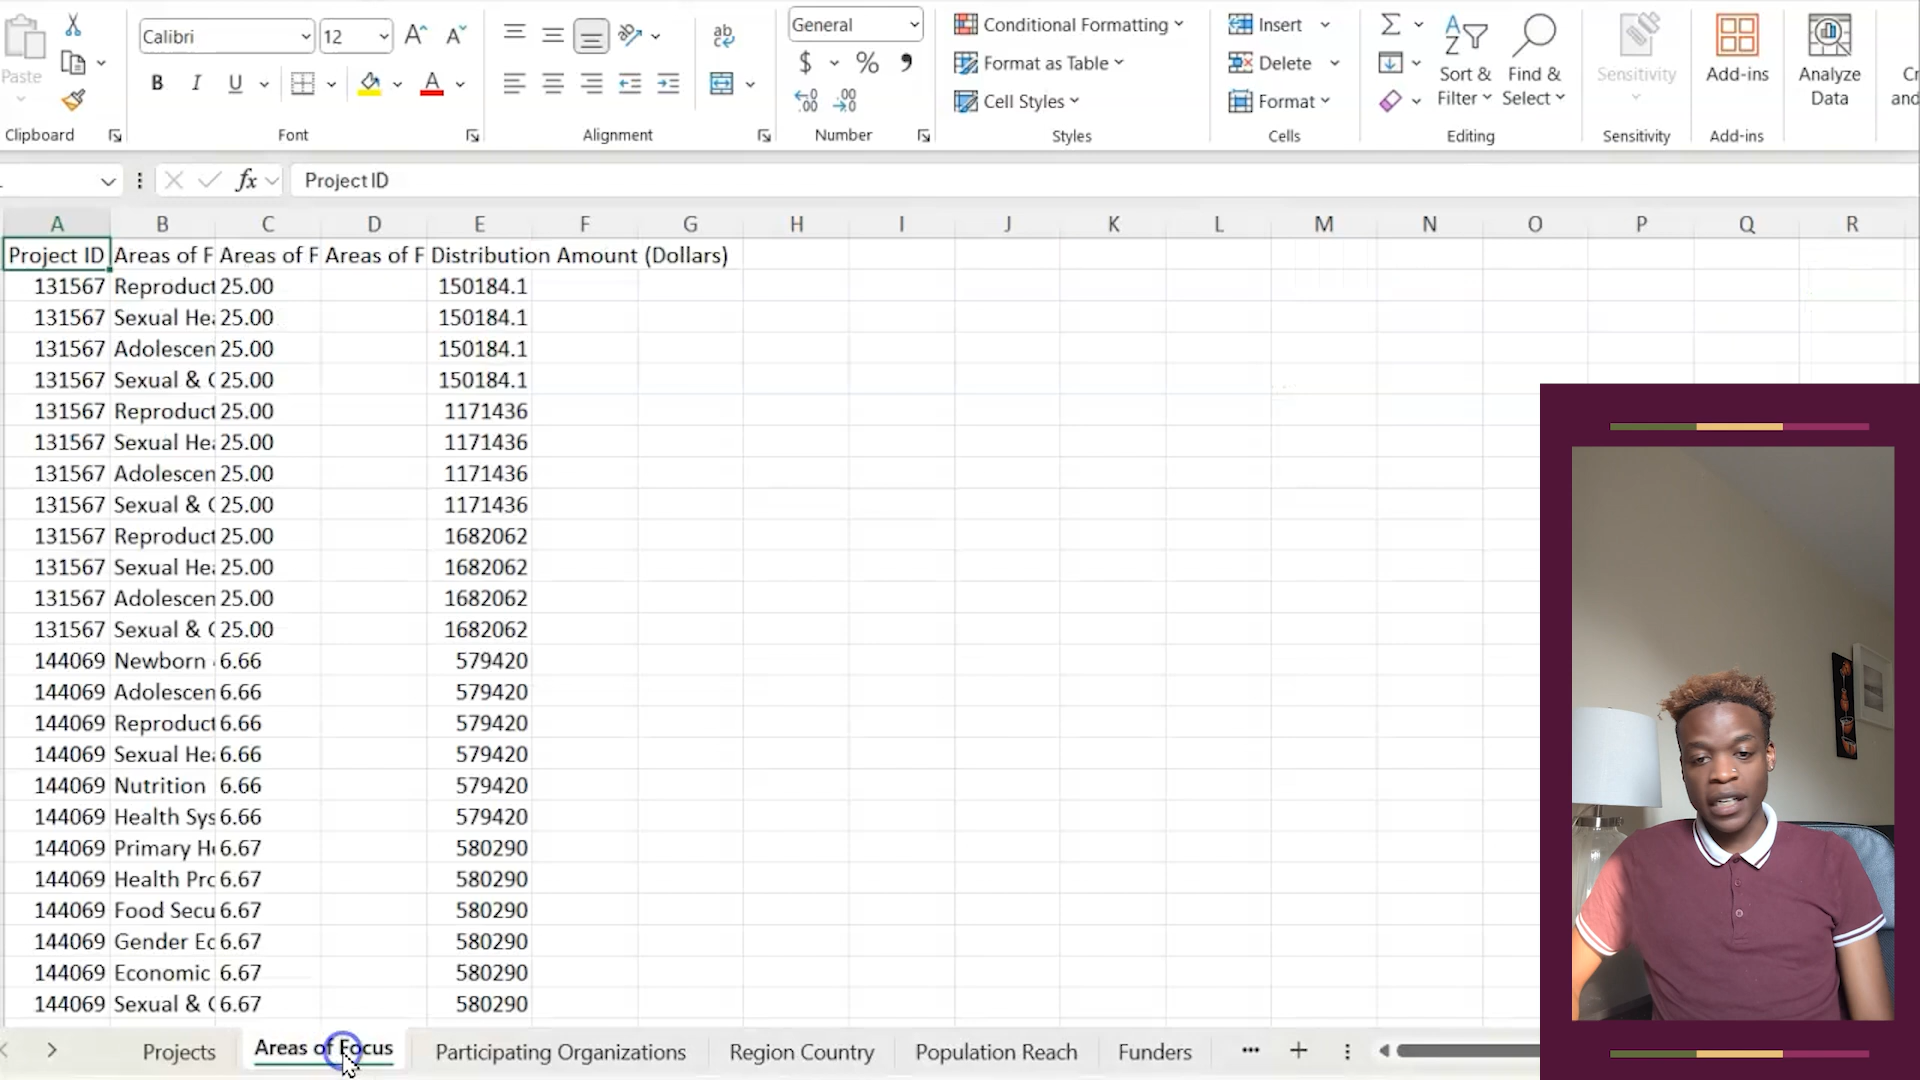 Calibri 12 General Conditional Formatting Insert
Paste B I U A $ % Format as Table Delete Sort & Filter Find & Select Sensitivity Add-ins Analyze Data
Cell Styles Format
Clipboard Font Alignment Number Styles Cells Editing Sensitivity Add-ins
fx Project ID
A B C D E F G H I J K L M N O P Q R
Project ID Areas of F Areas of F Areas of F Distribution Amount (Dollars)
131567 Reproduct 25.00 150184.1
131567 Sexual Hea 25.00 150184.1
131567 Adolescen 25.00 150184.1
131567 Sexual & 25.00 150184.1
131567 Reproduct 25.00 1171436
131567 Sexual Hea 25.00 1171436
131567 Adolescen 25.00 1171436
131567 Sexual & 25.00 1171436
131567 Reproduct 25.00 1682062
131567 Sexual Hea 25.00 1682062
131567 Adolescen 25.00 1682062
131567 Sexual & 25.00 1682062
144069 Newborn 6.66 579420
144069 Adolescen 6.66 579420
144069 Reproduct 6.66 579420
144069 Sexual Hea 6.66 579420
144069 Nutrition 6.66 579420
144069 Health Sys 6.66 579420
144069 Primary He 6.67 580290
144069 Health Pro 6.67 580290
144069 Food Secu 6.67 580290
144069 Gender Ec 6.67 580290
144069 Economic 6.67 580290
144069 Sexual & 6.67 580290
Projects Areas of Focus Participating Organizations Region Country Population Reach Funders